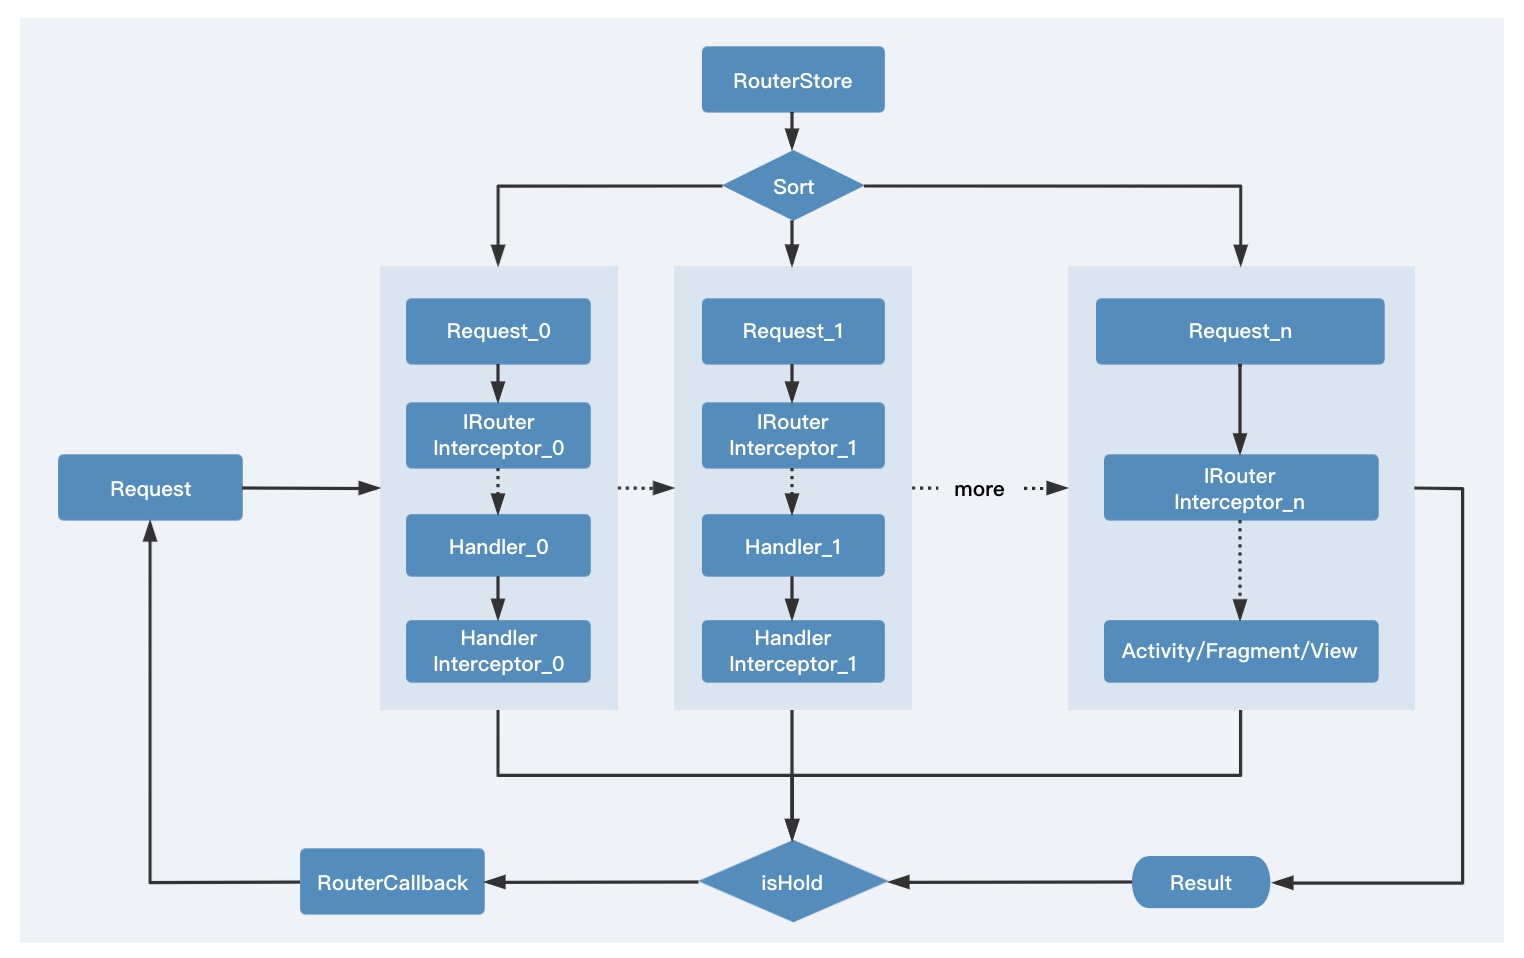 RouterStore
Sort
Request_0
Request_1
Request_n
IRouter
Interceptor_0
IRouter
Interceptor_1
IRouter
Interceptor_n
Request
more
Handler_0
Handler_1
Handler
Interceptor_0
Handler
Interceptor_1
Activity/Fragment/View
RouterCallback
isHold
Result